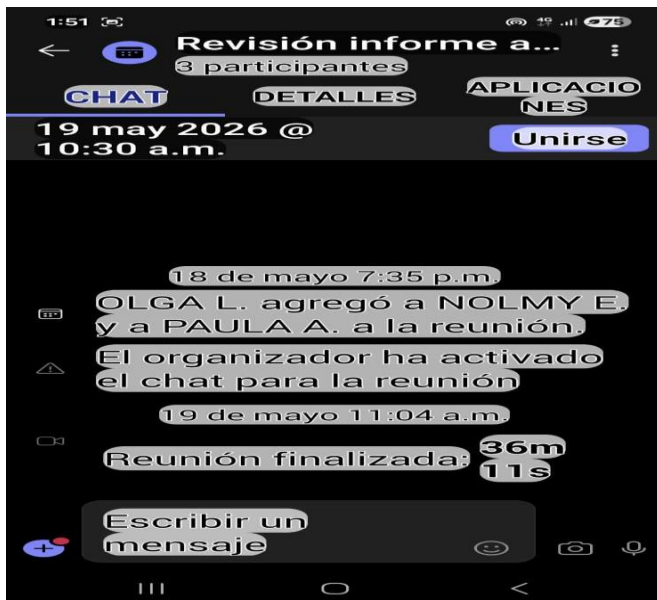 1:51 4G 75
Revisión informe a...
3 participantes
CHAT DETALLES APLICACIO
NES
19 may 2026 @
10:30 a.m.
Unirse
18 de mayo 7:35 p.m.
OLGA L. agregó a NOLMY E.
y a PAULA A. a la reunión.
El organizador ha activado
el chat para la reunión
19 de mayo 11:04 a.m.
Reunión finalizada: 36m
11s
Escribir un
mensaje